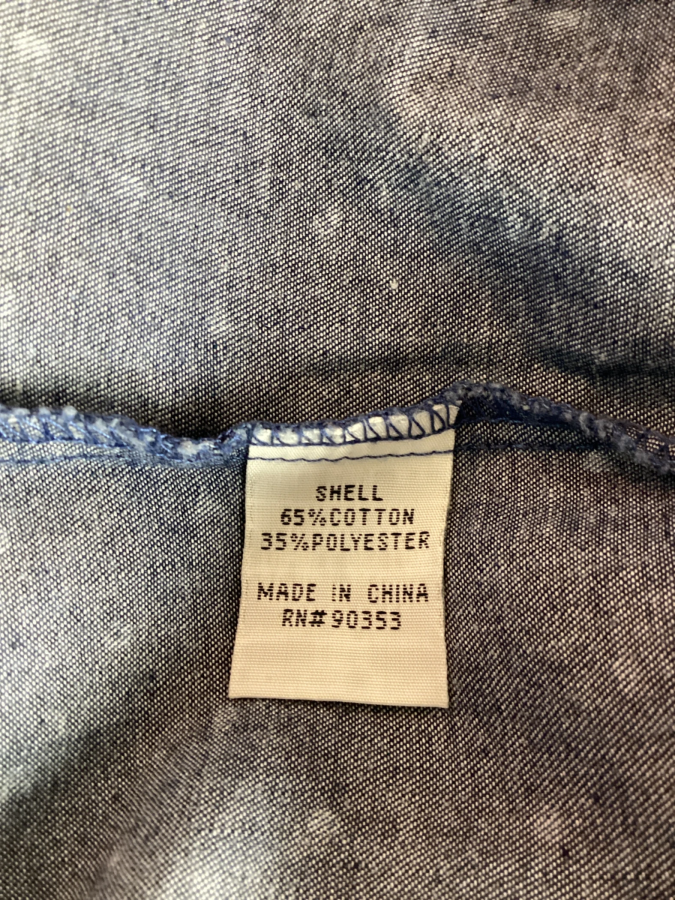 SHELL
65%COTTON
35%POLYESTER
MADE IN CHINA
RN#90353